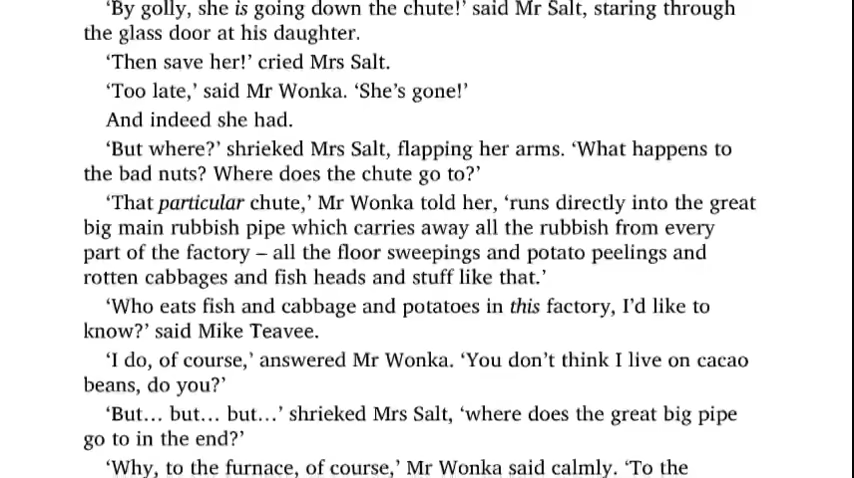 ‘By golly, she is going down the chute!’ said Mr Salt, staring through
the glass door at his daughter.
‘Then save her!’ cried Mrs Salt.
‘Too late,’ said Mr Wonka. ‘She’s gone!’
And indeed she had.
‘But where?’ shrieked Mrs Salt, flapping her arms. ‘What happens to
the bad nuts? Where does the chute go to?’
‘That particular chute,’ Mr Wonka told her, ‘runs directly into the great
big main rubbish pipe which carries away all the rubbish from every
part of the factory – all the floor sweepings and potato peelings and
rotten cabbages and fish heads and stuff like that.’
‘Who eats fish and cabbage and potatoes in this factory, I’d like to
know?’ said Mike Teavee.
‘I do, of course,’ answered Mr Wonka. ‘You don’t think I live on cacao
beans, do you?’
‘But… but… but…’ shrieked Mrs Salt, ‘where does the great big pipe
go to in the end?’
‘Why, to the furnace, of course,’ Mr Wonka said calmly. ‘To the